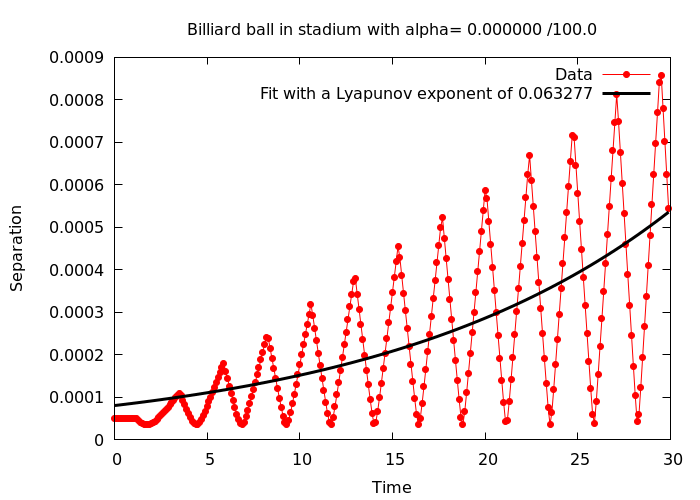 Billiard ball in stadium with alpha= 0.000000 /100.0
0.0009
0.0008
0.0007
0.0006
0.0005
0.0004
0.0003
0.0002
0.0001
0
Separation
Data
Fit with a Lyapunov exponent of 0.063277
0 5 10 15 20 25 30
Time